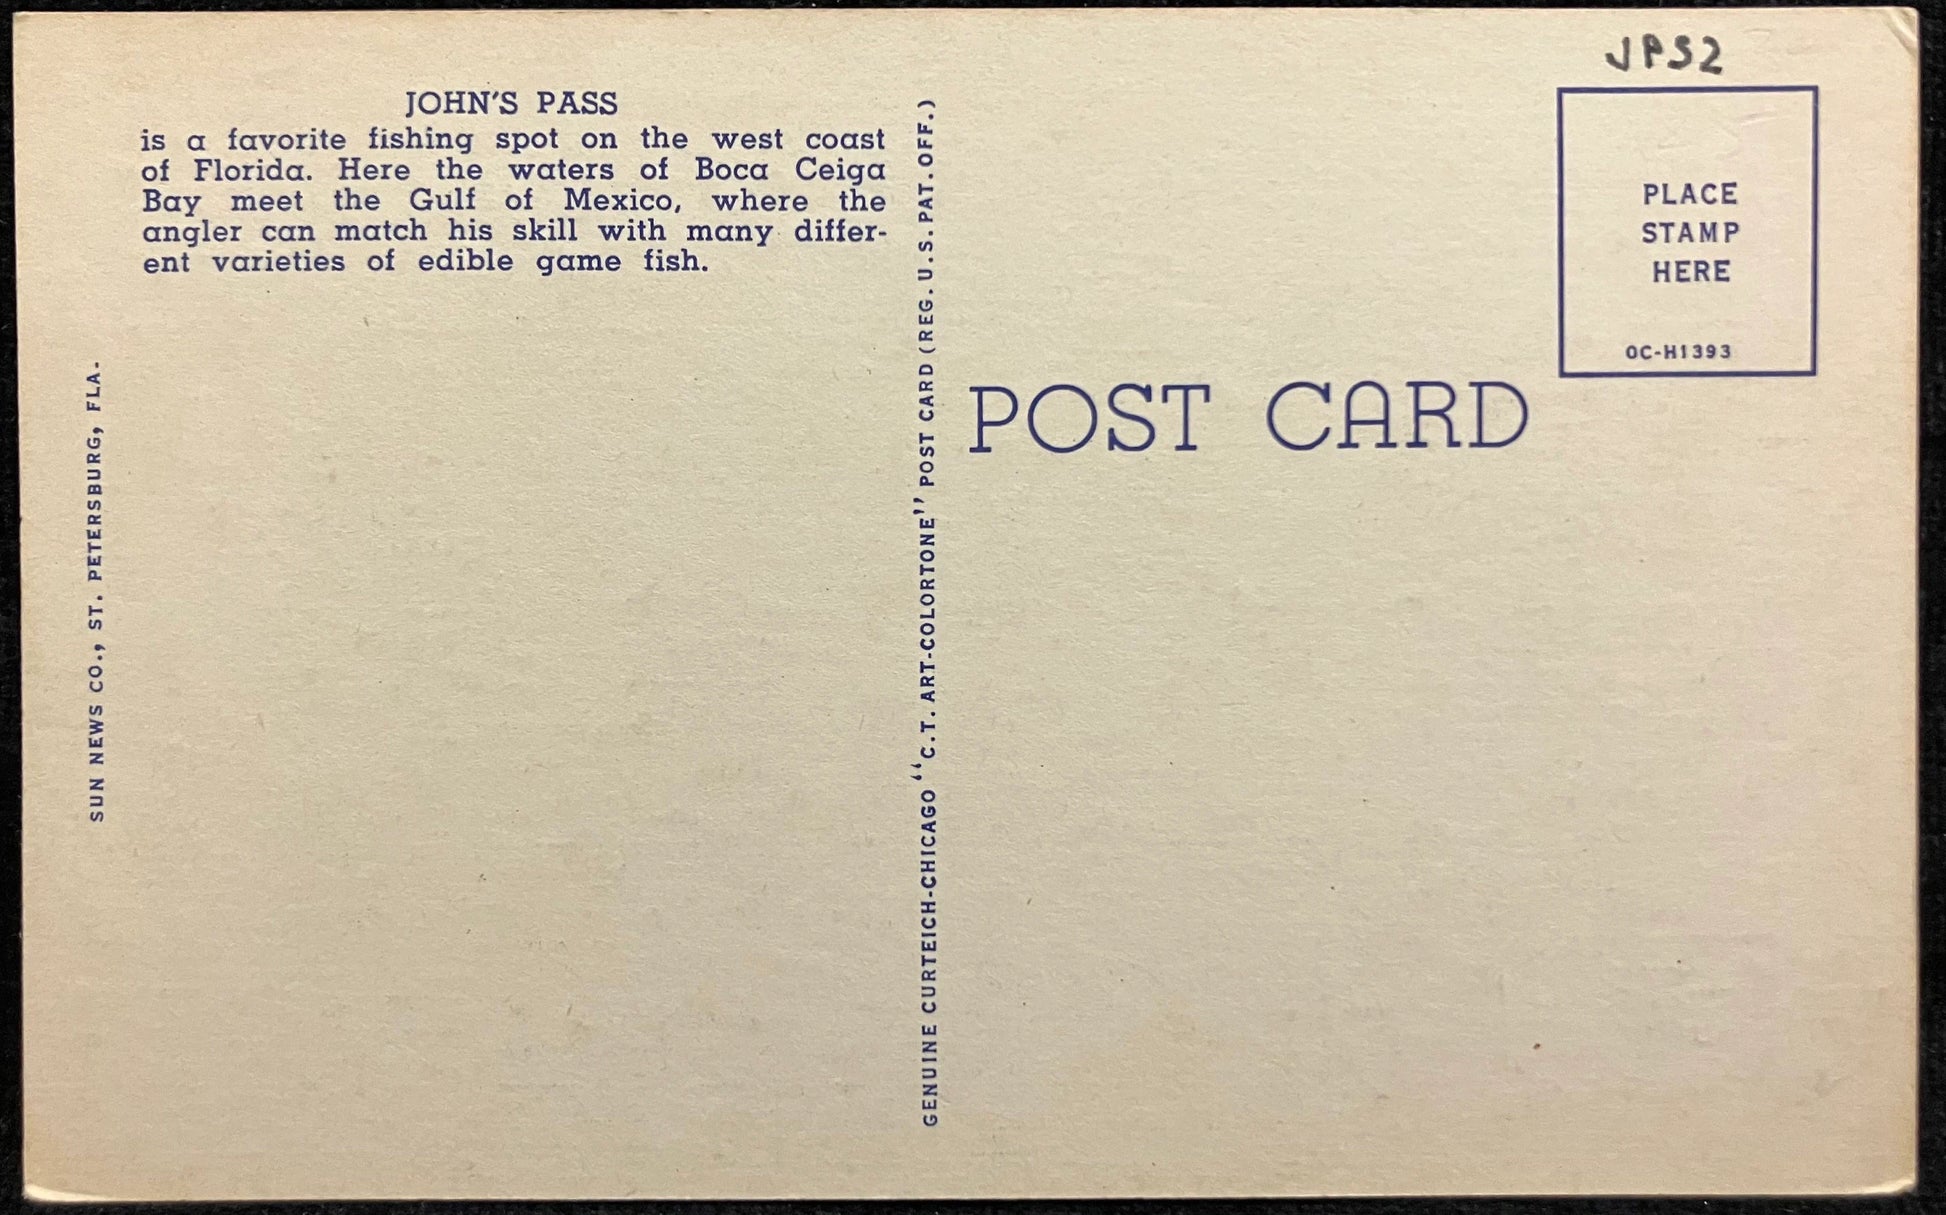 JPS2
JOHN'S PASS
is a favorite fishing spot on the west coast
of Florida. Here the waters of Boca Ceiga
Bay meet the Gulf of Mexico, where the
angler can match his skill with many differ-
ent varieties of edible game fish.
SUN NEWS CO., ST. PETERSBURG, FLA.
GENUINE CURTEICH-CHICAGO "C.T. ART-COLORTONE" POST CARD (REG. U.S. PAT. OFF.)
POST CARD
PLACE
STAMP
HERE
OC-H1393